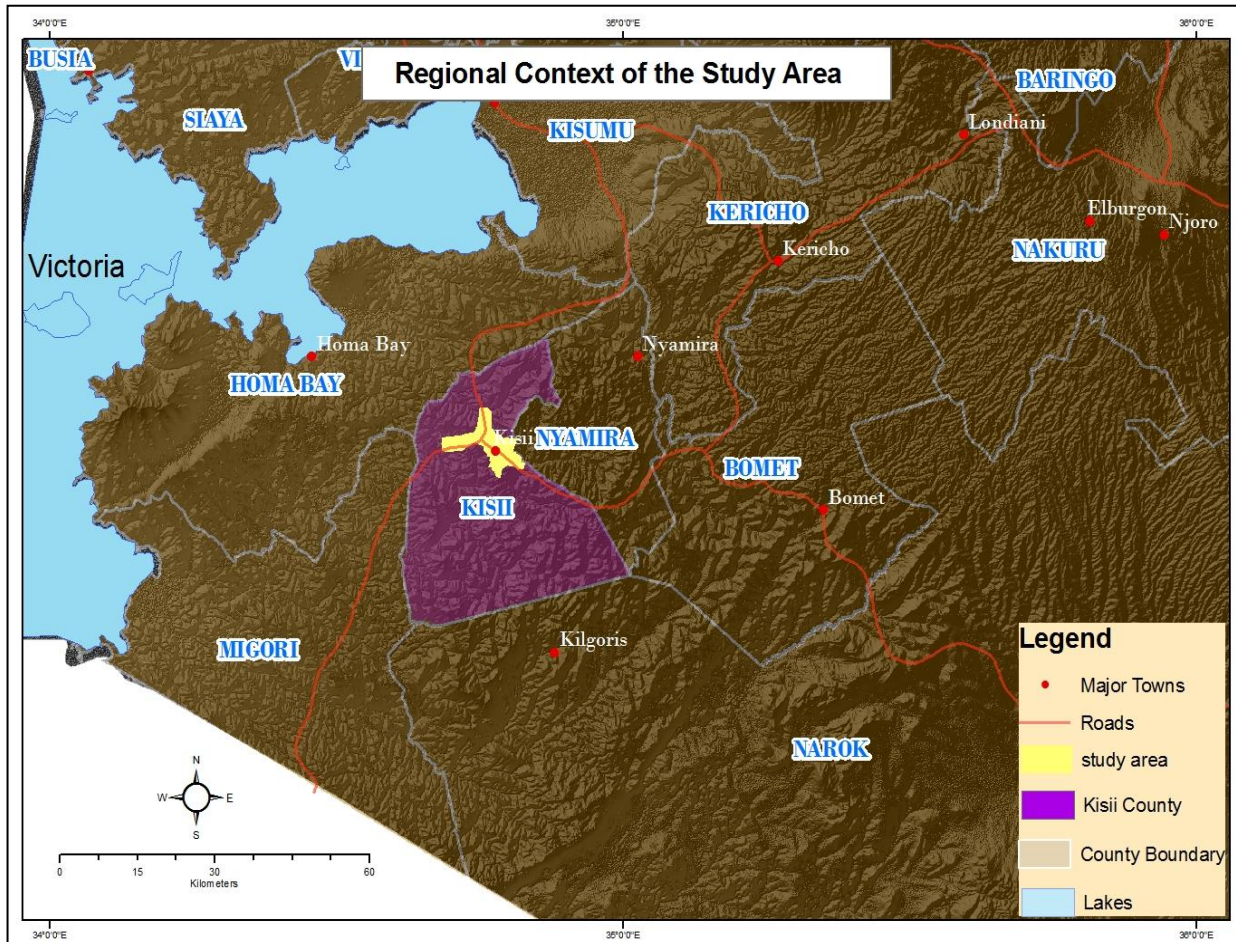 34°0'0"E
35°0'0"E
36°0'0"E
Regional Context of the Study Area
BUSIA
VI
SIAYA
KISUMU
BARINGO
Londiani
KERICHO
Elburgon
Njoro
NAKURU
Kericho
Victoria
Homa Bay
HOMA BAY
Nyamira
NYAMIRA
Kisii
BOMET
Bomet
KISII
MIGORI
Kilgoris
NAROK
Legend
Major Towns
Roads
study area
Kisii County
County Boundary
Lakes
N
W
E
S
0
15
30
60
Kilometers
34°0'0"E
35°0'0"E
36°0'0"E